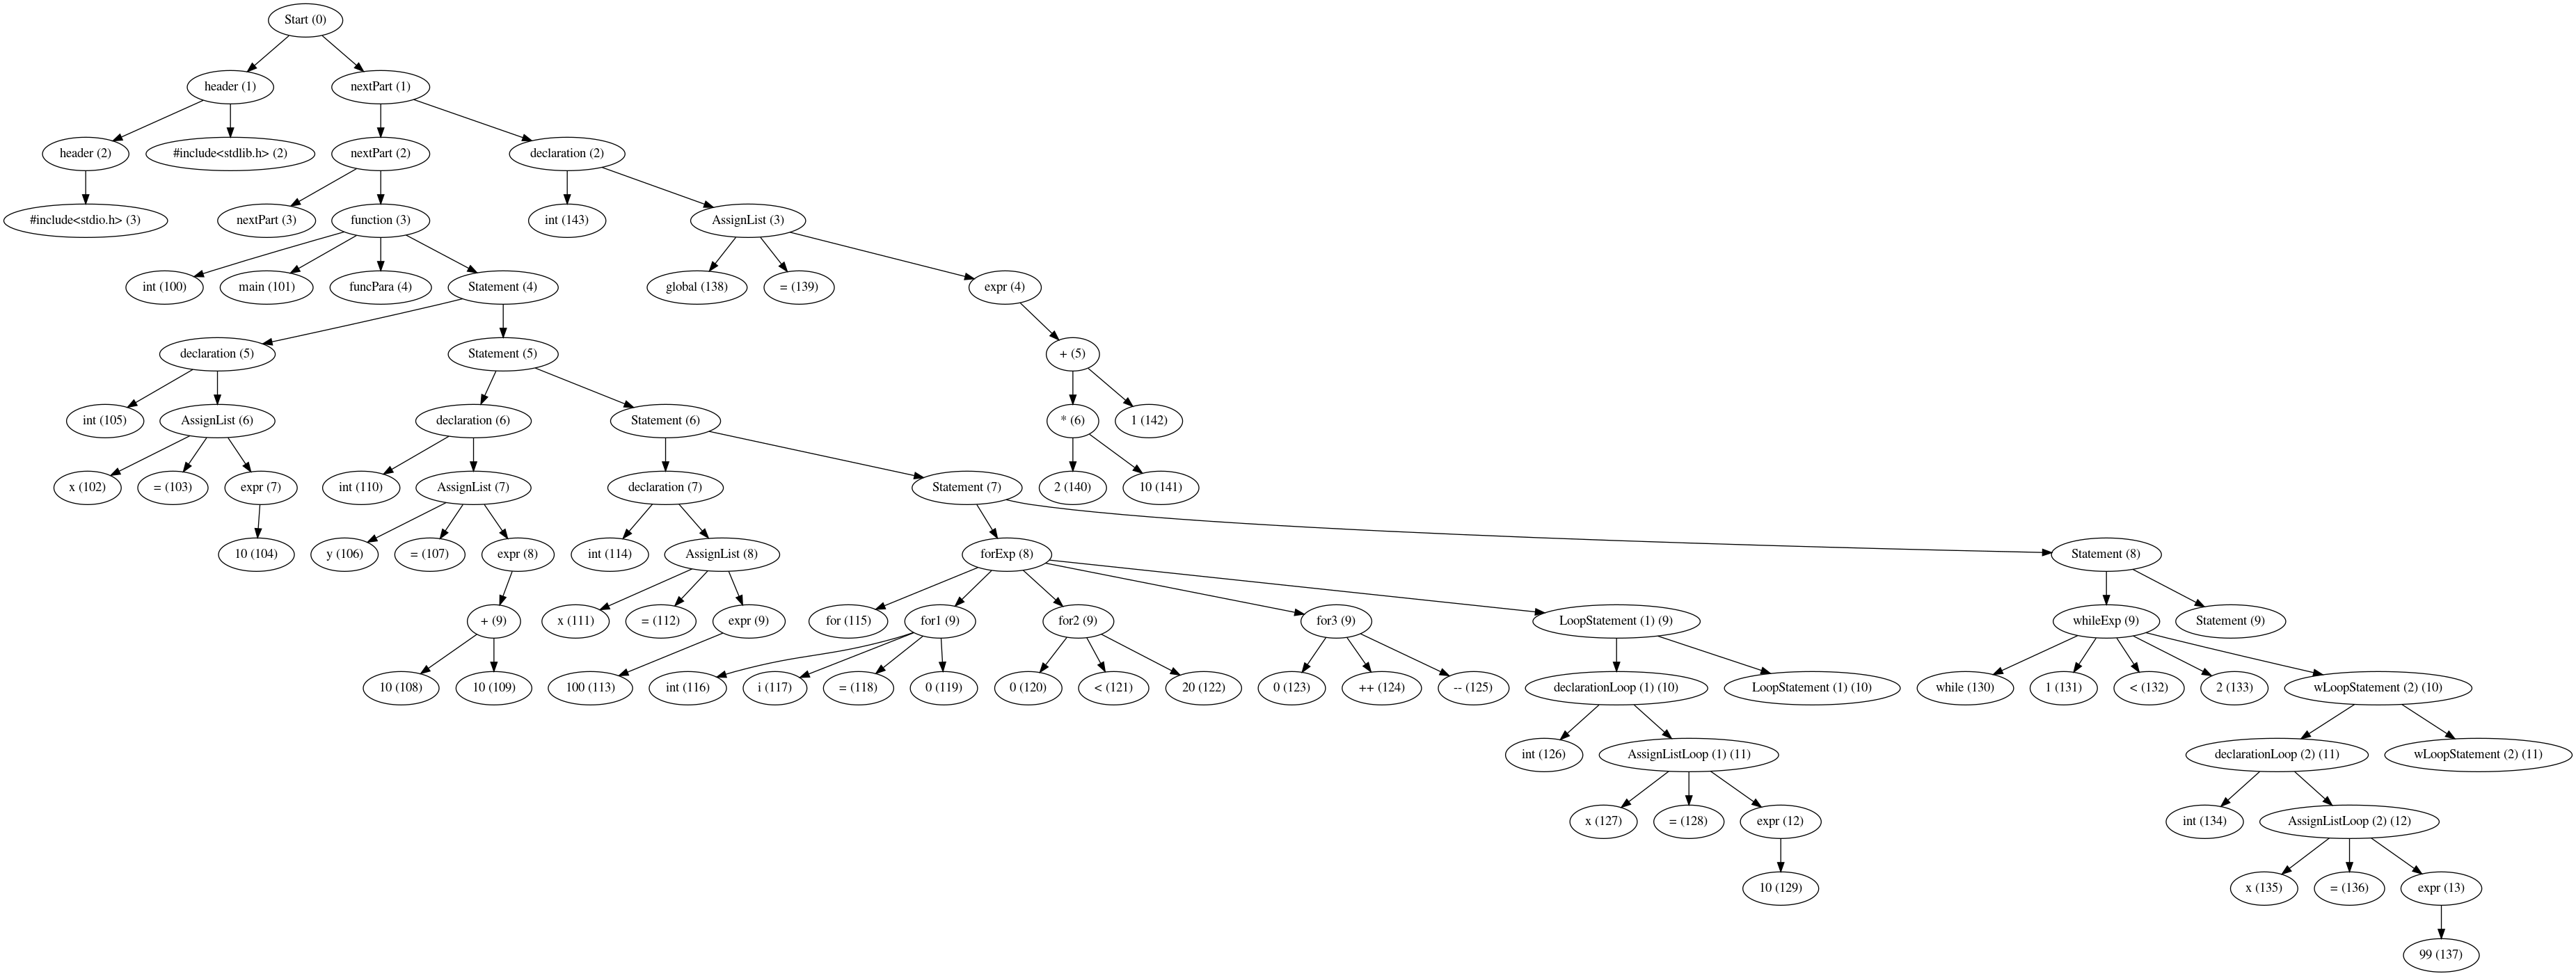 Start (0)
header (1)
nextPart (1)
header (2)
#include<stdlib.h> (2)
nextPart (2)
declaration (2)
#include<stdio.h> (3)
nextPart (3)
function (3)
int (143)
AssignList (3)
int (100)
main (101)
funcPara (4)
Statement (4)
global (138)
= (139)
expr (4)
declaration (5)
Statement (5)
+ (5)
int (105)
AssignList (6)
declaration (6)
Statement (6)
* (6)
1 (142)
x (102)
= (103)
expr (7)
int (110)
AssignList (7)
declaration (7)
Statement (7)
2 (140)
10 (141)
10 (104)
y (106)
= (107)
expr (8)
int (114)
AssignList (8)
forExp (8)
Statement (8)
+ (9)
x (111)
= (112)
expr (9)
for (115)
for1 (9)
for2 (9)
for3 (9)
LoopStatement (1) (9)
whileExp (9)
Statement (9)
10 (108)
10 (109)
100 (113)
int (116)
i (117)
= (118)
0 (119)
0 (120)
< (121)
20 (122)
0 (123)
++ (124)
-- (125)
declarationLoop (1) (10)
LoopStatement (1) (10)
while (130)
1 (131)
< (132)
2 (133)
wLoopStatement (2) (10)
int (126)
AssignListLoop (1) (11)
declarationLoop (2) (11)
wLoopStatement (2) (11)
x (127)
= (128)
expr (12)
int (134)
AssignListLoop (2) (12)
10 (129)
x (135)
= (136)
expr (13)
99 (137)